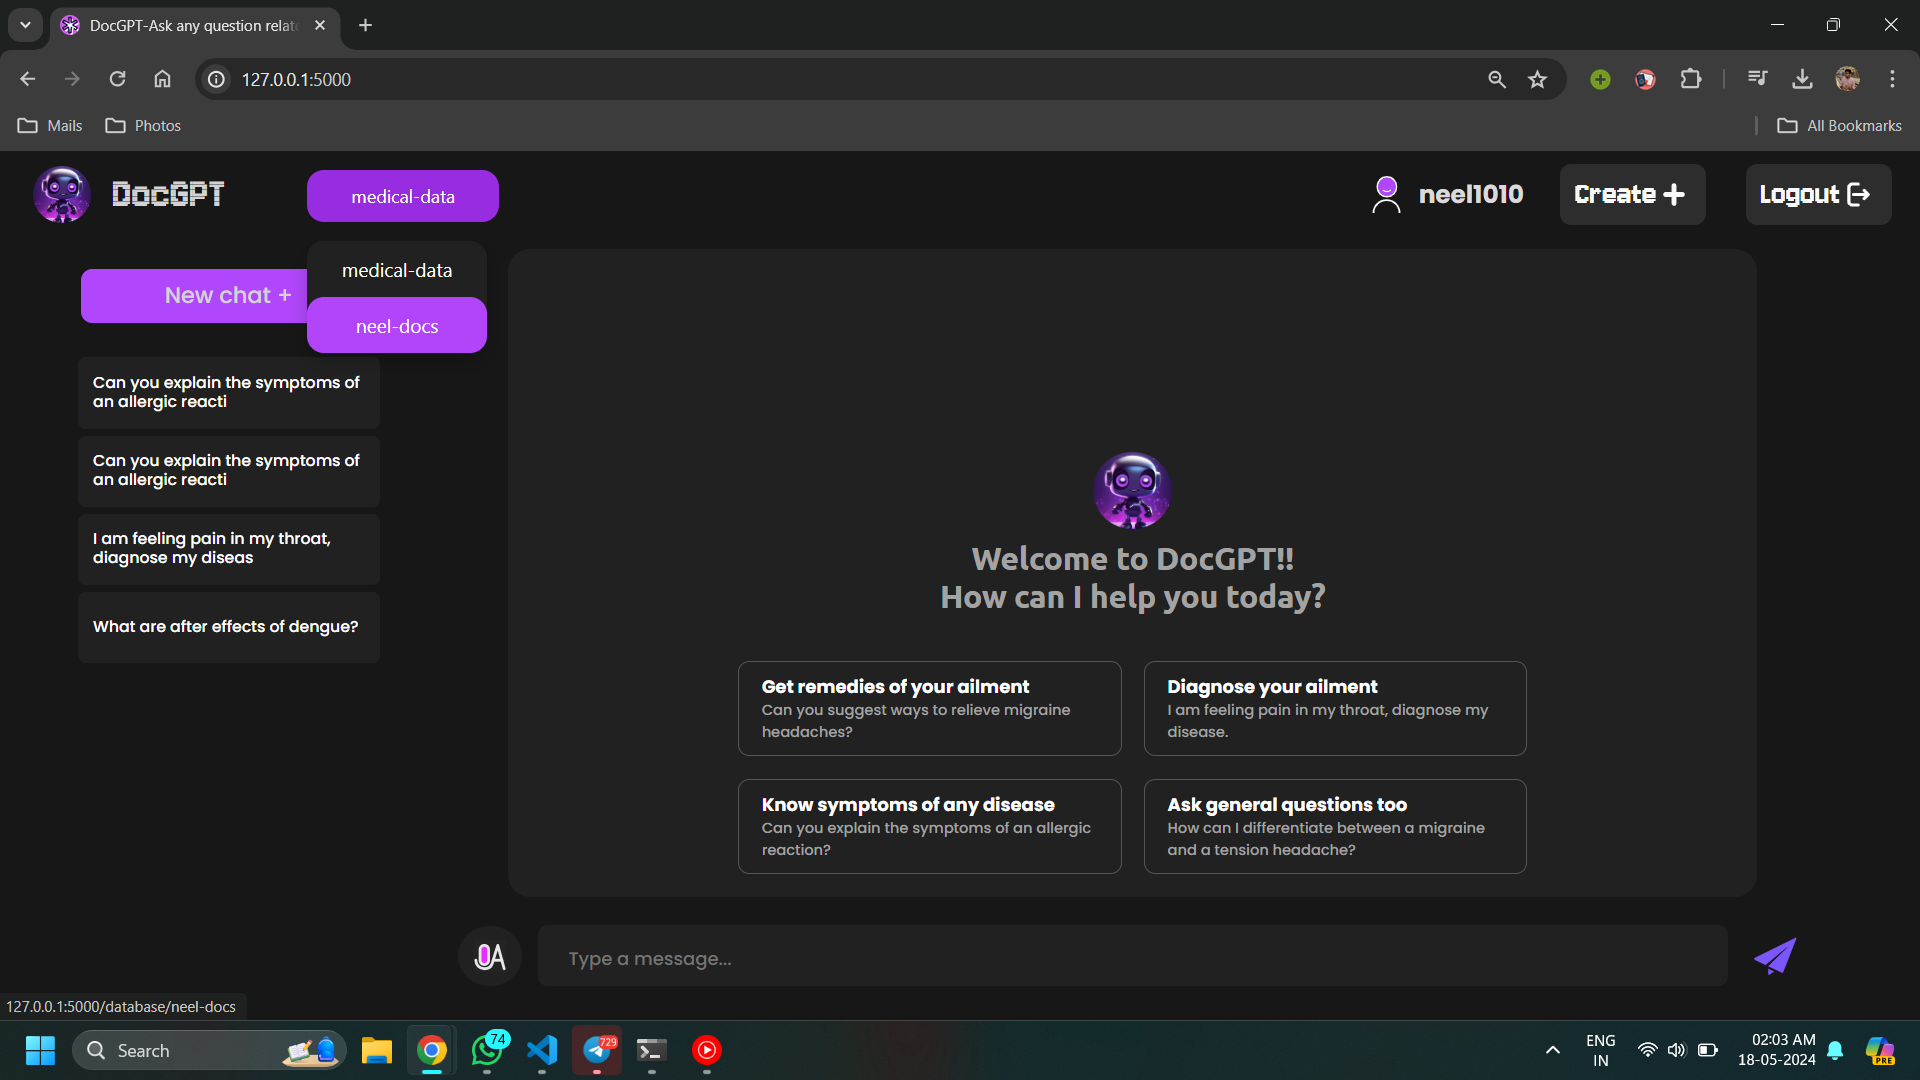 DocGPT-Ask any question relat
127.0.0.1:5000
Mails
Photos
All Bookmarks
DocGPT
medical-data
neel1010
Create +
Logout
medical-data
New chat +
neel-docs
Can you explain the symptoms of
an allergic reacti
Can you explain the symptoms of
an allergic reacti
I am feeling pain in my throat,
diagnose my diseas
What are after effects of dengue?
Welcome to DocGPT!!
How can I help you today?
Get remedies of your ailment
Can you suggest ways to relieve migraine
headaches?
Diagnose your ailment
I am feeling pain in my throat, diagnose my
disease.
Know symptoms of any disease
Can you explain the symptoms of an allergic
reaction?
Ask general questions too
How can I differentiate between a migraine
and a tension headache?
A
Type a message...
127.0.0.1:5000/database/neel-docs
Search
74
729
ENG
IN
02:03 AM
18-05-2024
PRE